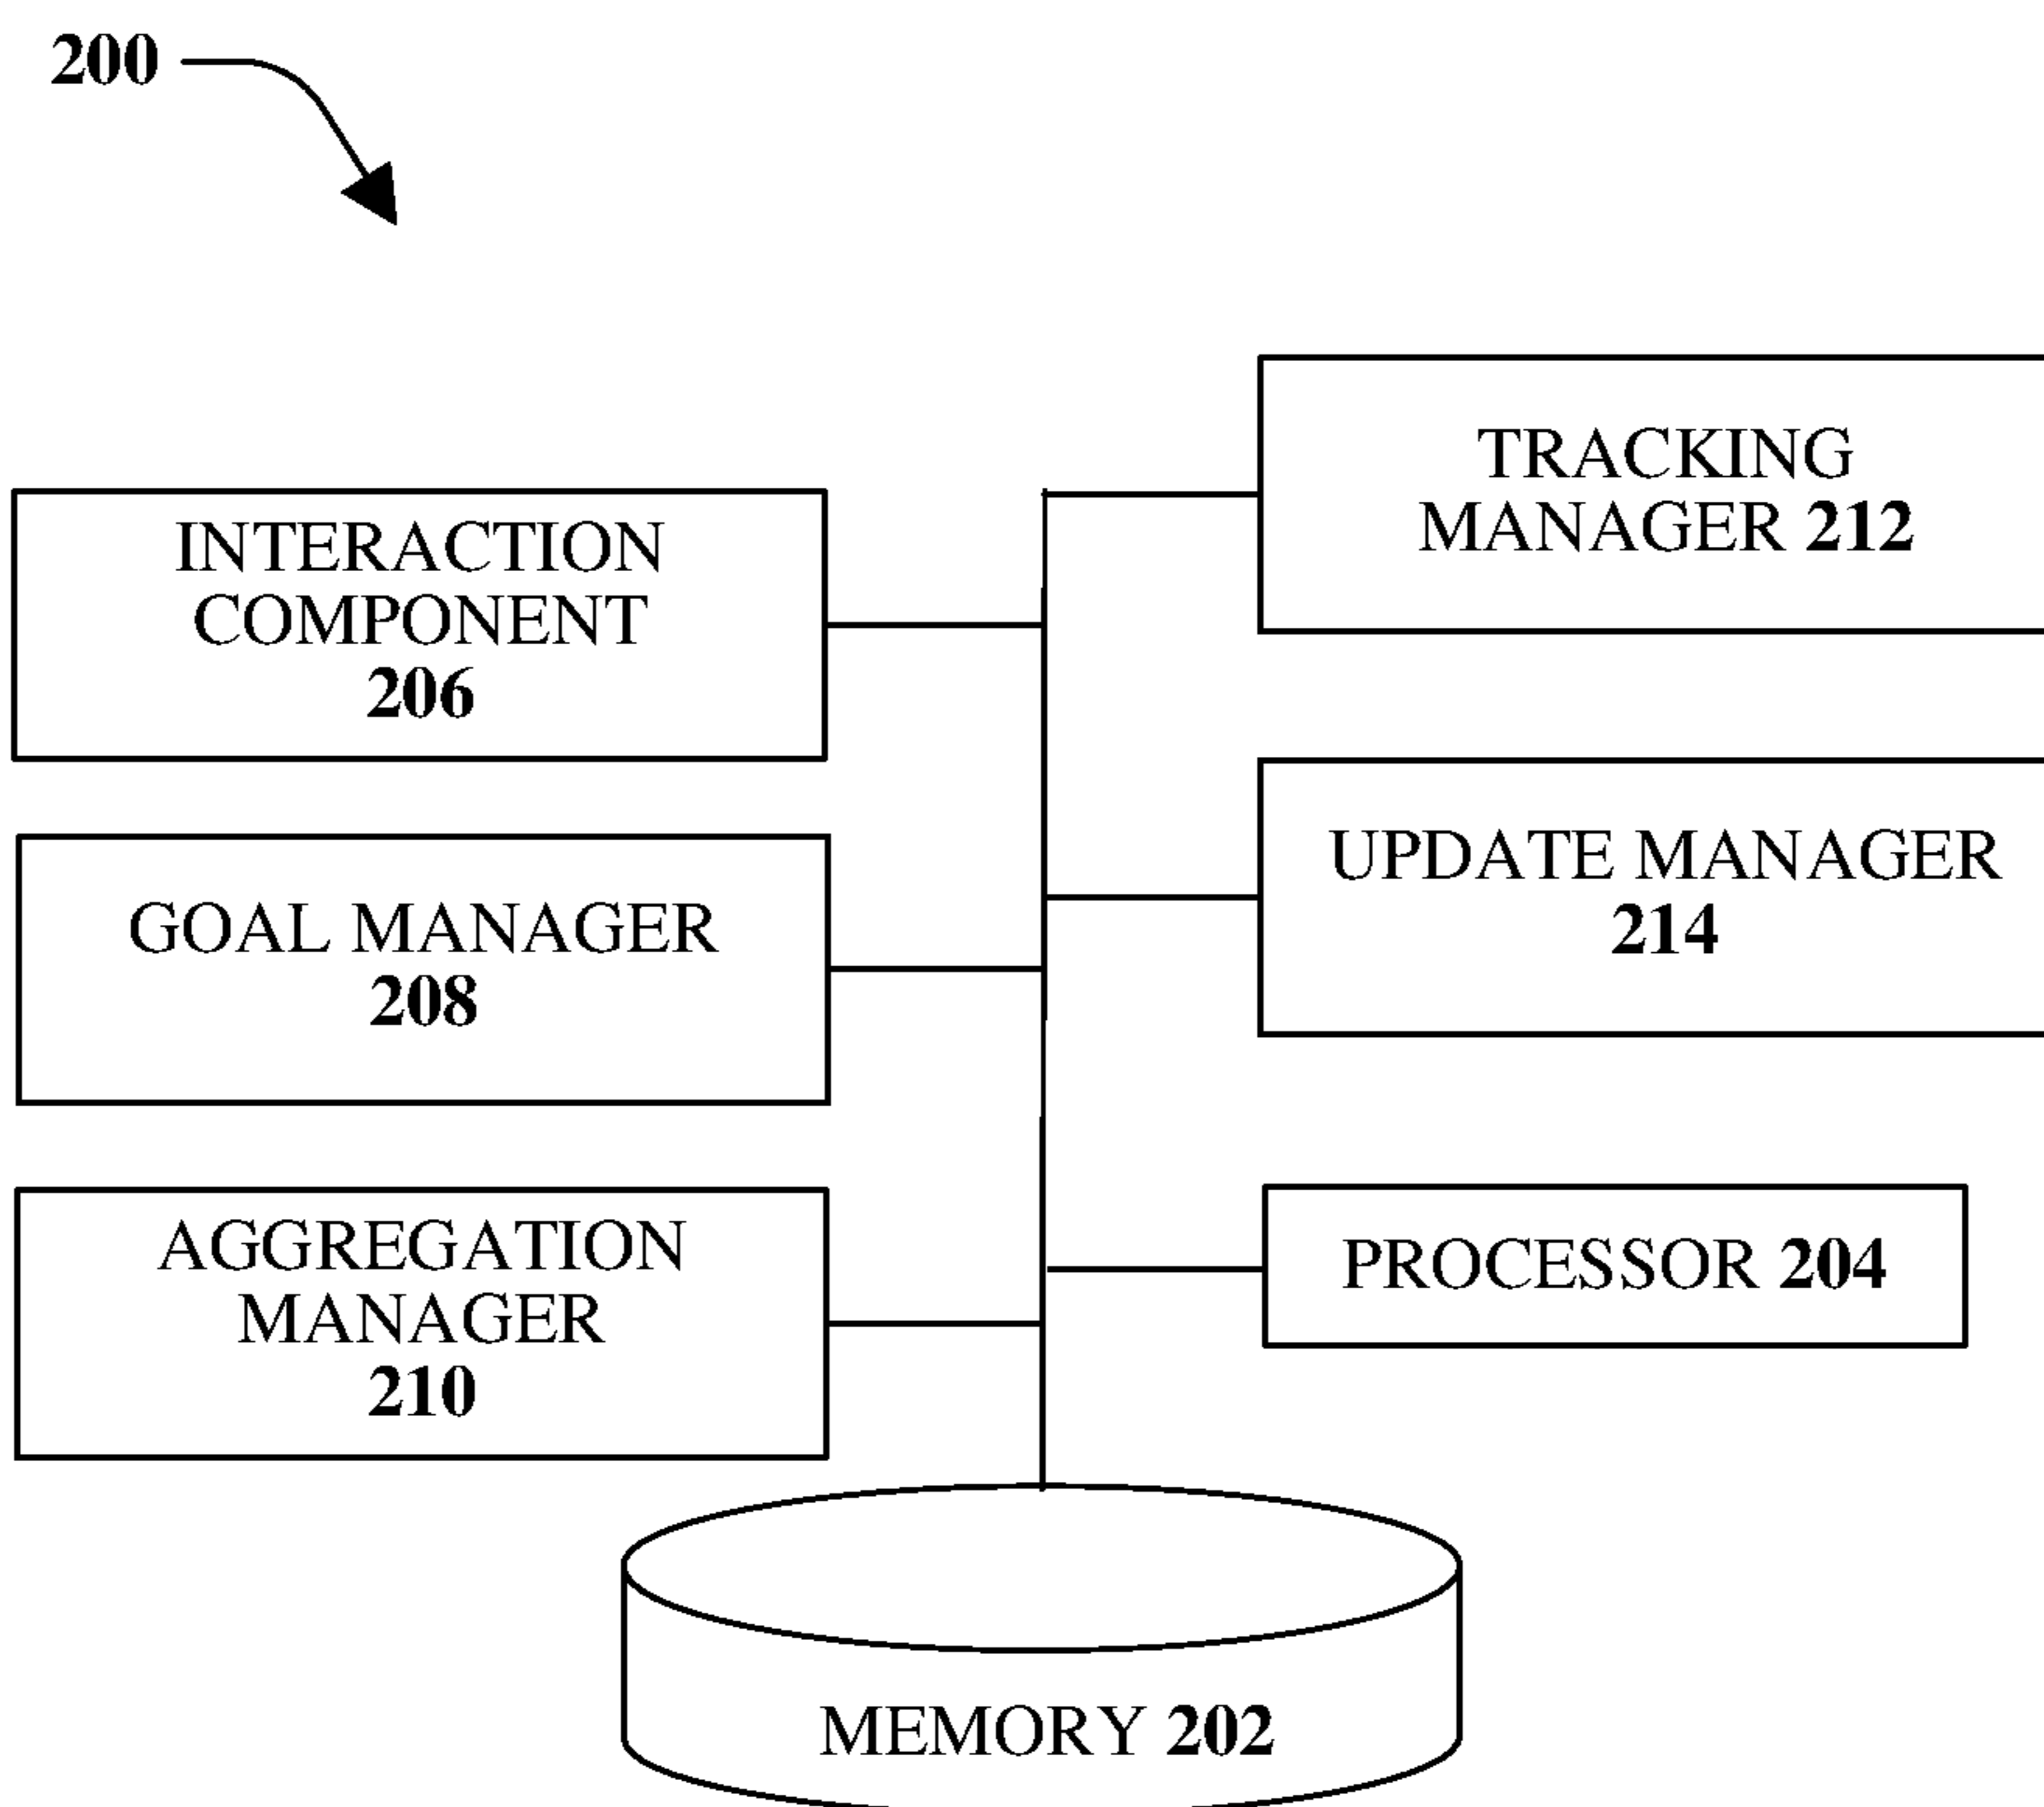 200
INTERACTION
COMPONENT
206
GOAL MANAGER
208
AGGREGATION
MANAGER
210
TRACKING
MANAGER 212
UPDATE MANAGER
214
PROCESSOR 204
MEMORY 202